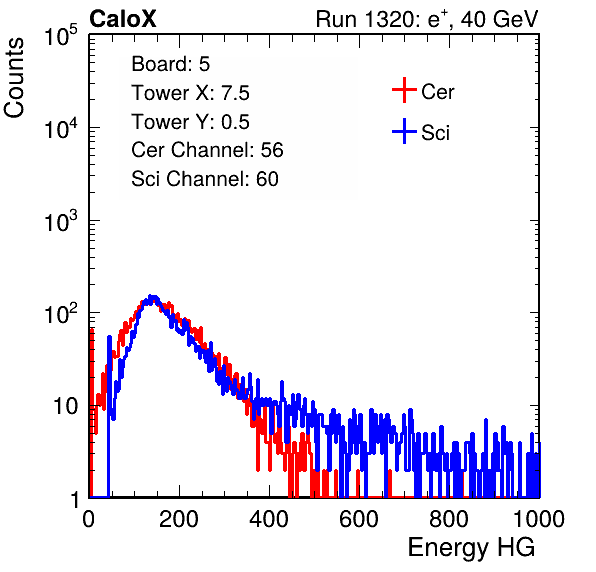 CaloX Run 1320: e⁺, 40 GeV
Counts
10⁵
10⁴
10³
10²
10
1
Board: 5
Tower X: 7.5
Tower Y: 0.5
Cer Channel: 56
Sci Channel: 60
Cer
Sci
0 200 400 600 800 1000
Energy HG